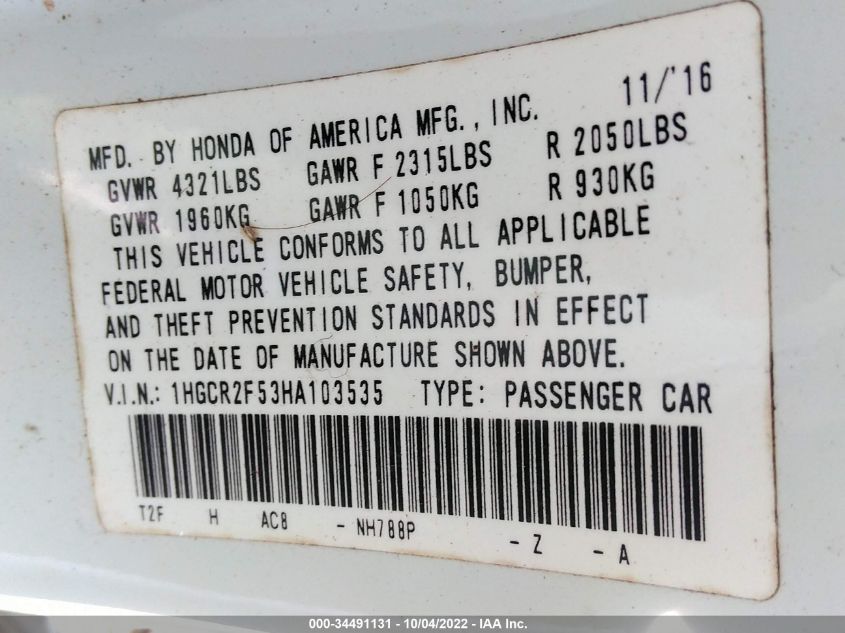 11/'16
MFD. BY HONDA OF AMERICA MFG., INC.
GVWR 4321LBS GAWR F 2315LBS R 2050LBS
GVWR 1960KG GAWR F 1050KG R 930KG
THIS VEHICLE CONFORMS TO ALL APPLICABLE
FEDERAL MOTOR VEHICLE SAFETY, BUMPER,
AND THEFT PREVENTION STANDARDS IN EFFECT
ON THE DATE OF MANUFACTURE SHOWN ABOVE.
V.I.N.: 1HGCR2F53HA103535 TYPE: PASSENGER CAR
T2F H AC8 - NH788P - Z - A
000-34491131 - 10/04/2022 - IAA Inc.